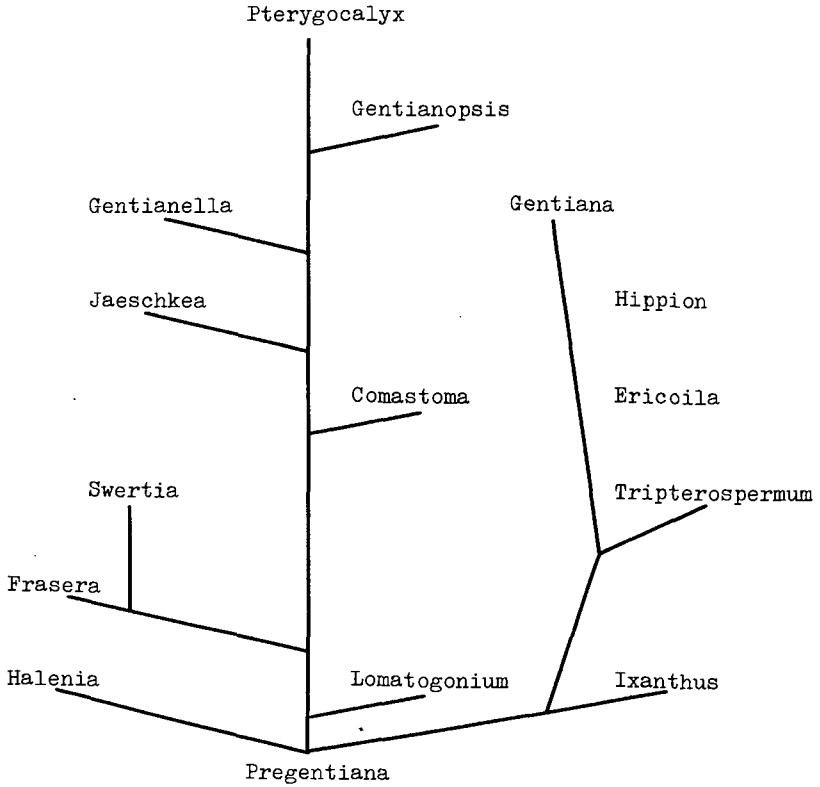 Pterygocalyx
Gentianopsis
Gentianella
Gentiana
Jaeschkea
Hippion
Comastoma
Ericoila
Swertia
Tripterospermum
Frasera
Halenia
Lomatogonium
Ixanthus
Pregentiana